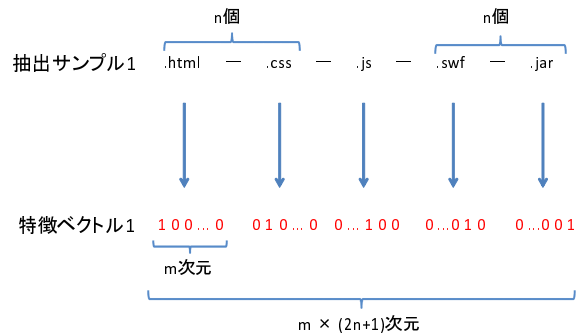 n個 n個
抽出サンプル1 .html — .css — .js — .swf — .jar
特徴ベクトル1 1 0 0 ... 0 0 1 0 ... 0 0 ... 1 0 0 0 ... 0 1 0 0 ... 0 0 1
m次元
m × (2n+1)次元